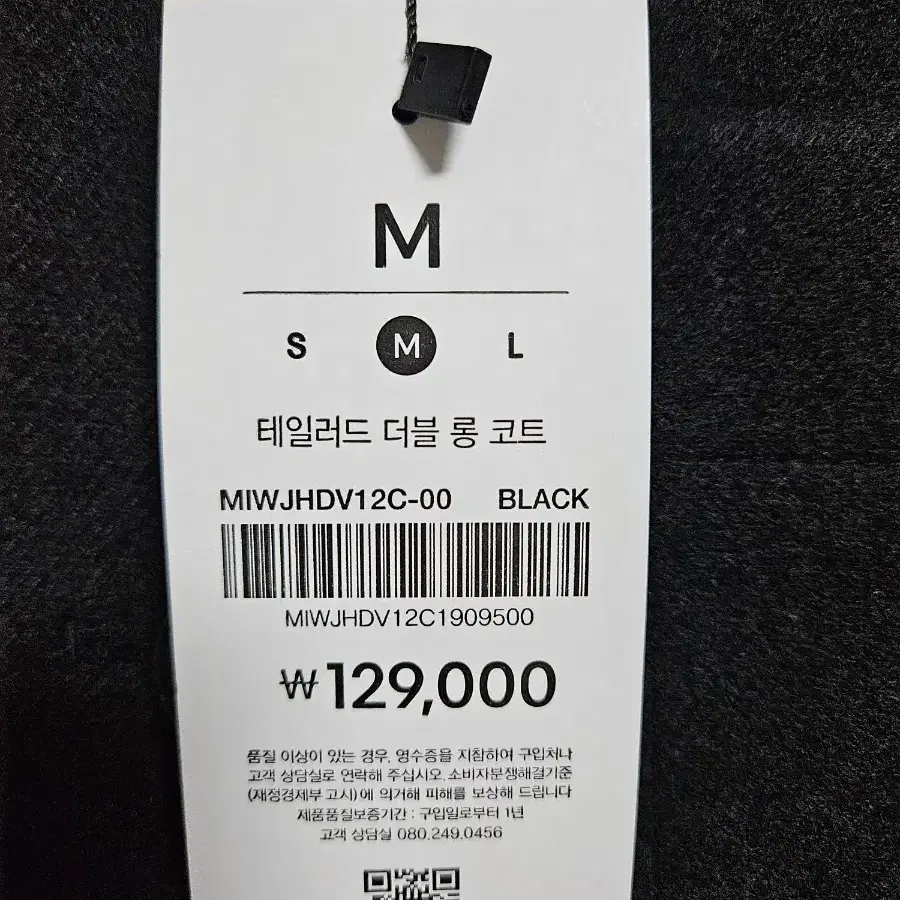 M
S M L
테일러드 더블 롱 코트
MIWJHDV12C-00 BLACK
MIWJHDV12C1909500
₩129,000
품질 이상이 있는 경우, 영수증을 지참하여 구입처나
고객 상담실로 연락해 주십시오. 소비자분쟁해결기준
(재정경제부 고시)에 의거해 피해를 보상해 드립니다
제품품질보증기간 : 구입일로부터 1년
고객 상담실 080.249.0456